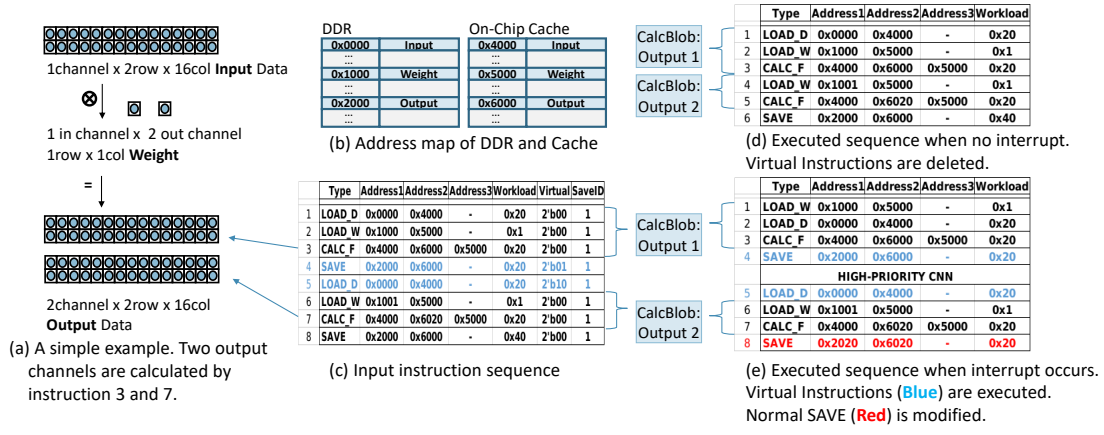 1channel x 2row x 16col Input Data
⊗
1 in channel x 2 out channel
1row x 1col Weight
=
2channel x 2row x 16col
Output Data
(a) A simple example. Two output
channels are calculated by
instruction 3 and 7.
DDR On-Chip Cache
0x0000 Input 0x4000 Input
... ...
0x1000 Weight 0x5000 Weight
... ...
0x2000 Output 0x6000 Output
... ...
... ...
(b) Address map of DDR and Cache
Type Address1 Address2 Address3 Workload Virtual SaveID
1 LOAD_D 0x0000 0x4000 - 0x20 2'b00 1
2 LOAD_W 0x1000 0x5000 - 0x1 2'b00 1
3 CALC_F 0x4000 0x6000 0x5000 0x20 2'b00 1
4 SAVE 0x2000 0x6000 - 0x20 2'b01 1
5 LOAD_D 0x0000 0x4000 - 0x20 2'b10 1
6 LOAD_W 0x1001 0x5000 - 0x1 2'b00 1
7 CALC_F 0x4000 0x6020 0x5000 0x20 2'b00 1
8 SAVE 0x2000 0x6000 - 0x40 2'b00 1
(c) Input instruction sequence
CalcBlob:
Output 1
CalcBlob:
Output 2
Type Address1 Address2 Address3 Workload
1 LOAD_D 0x0000 0x4000 - 0x20
2 LOAD_W 0x1000 0x5000 - 0x1
3 CALC_F 0x4000 0x6000 0x5000 0x20
4 LOAD_W 0x1001 0x5000 - 0x1
5 CALC_F 0x4000 0x6020 0x5000 0x20
6 SAVE 0x2000 0x6000 - 0x40
(d) Executed sequence when no interrupt.
Virtual Instructions are deleted.
CalcBlob:
Output 1
CalcBlob:
Output 2
Type Address1 Address2 Address3 Workload
1 LOAD_W 0x1000 0x5000 - 0x1
2 LOAD_D 0x0000 0x4000 - 0x20
3 CALC_F 0x4000 0x6000 0x5000 0x20
4 SAVE 0x2000 0x6000 - 0x20
HIGH-PRIORITY CNN
5 LOAD_D 0x0000 0x4000 - 0x20
6 LOAD_W 0x1001 0x5000 - 0x1
7 CALC_F 0x4000 0x6020 0x5000 0x20
8 SAVE 0x2020 0x6020 - 0x20
(e) Executed sequence when interrupt occurs.
Virtual Instructions (Blue) are executed.
Normal SAVE (Red) is modified.